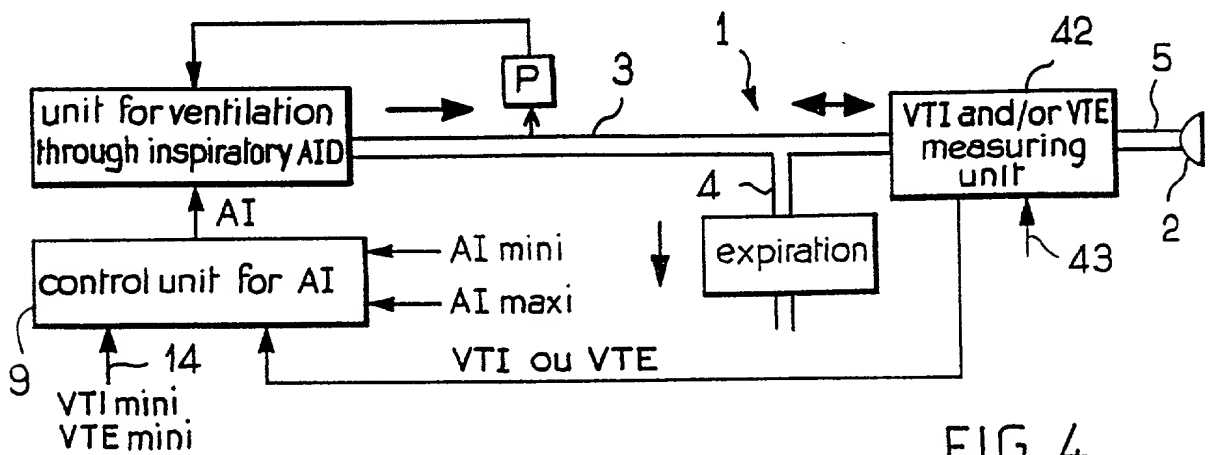 1
42
5
P
3
unit for ventilation
through inspiratory AID
VTI and/or VTE
measuring
unit
2
4
AI
expiration
43
control unit for AI
AI mini
AI maxi
9
14
VTI ou VTE
VTI mini
VTE mini
FIG_4